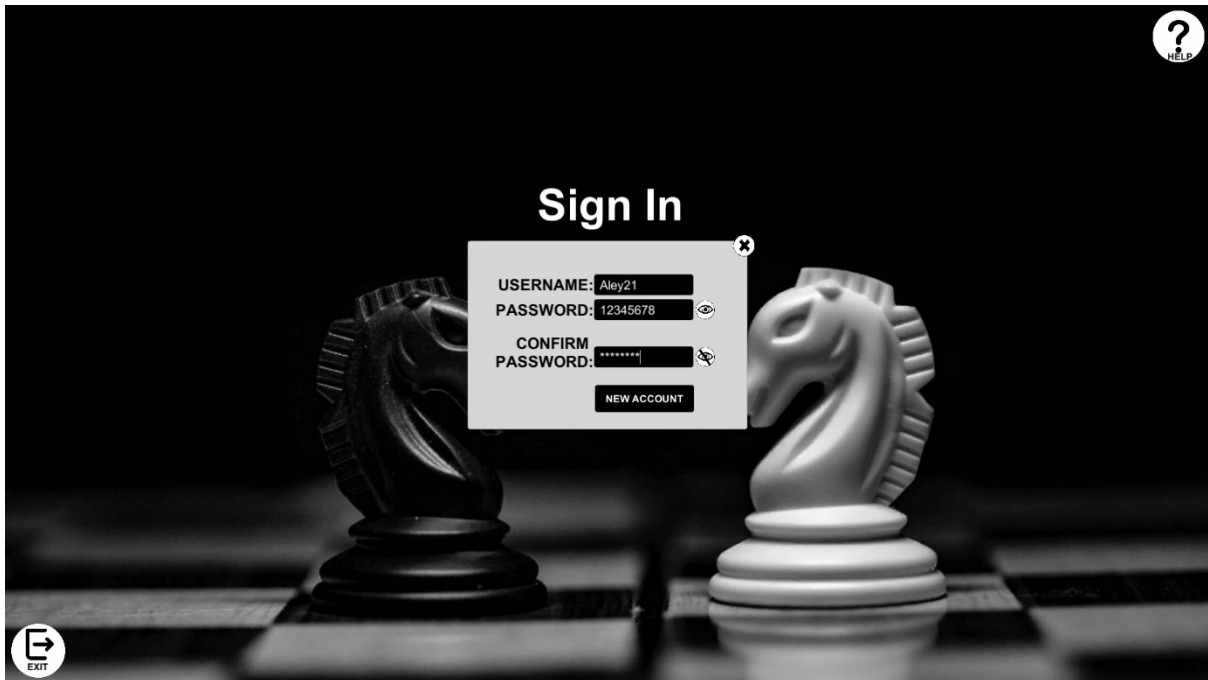 ?
HELP
Sign In
USERNAME: Aley21
PASSWORD: 12345678
CONFIRM
PASSWORD: ********
NEW ACCOUNT
EXIT